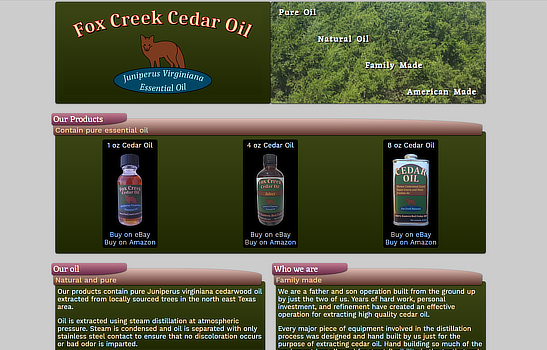 Fox Creek Cedar Oil
Juniperus Virginiana
Essential Oil
Pure Oil
Natural Oil
Family Made
American Made
Our Products
Contain pure essential oil
1 oz Cedar Oil
4 oz Cedar Oil
8 oz Cedar Oil
Fox Creek
Cedar Oil
Fox Creek
Cedar Oil
CEDAR
OIL
Buy on eBay
Buy on Amazon
Buy on eBay
Buy on Amazon
Buy on eBay
Buy on Amazon
Our oil
Natural and pure
Our products contain pure Juniperus virginiana cedarwood oil
extracted from locally sourced trees in the north east Texas
area.
Oil is extracted using steam distillation at atmospheric
pressure. Steam is condensed and oil is separated with only
stainless steel contact to ensure that no discoloration occurs
or bad odor is imparted.
Who we are
Family made
We are a father and son operation built from the ground up
by just the two of us. Years of hard work, personal
investment, and refinement have created an effective
operation for extracting high quality cedar oil.
Every major piece of equipment involved in the distillation
process was designed and hand built by us just for the
purpose of extracting cedar oil. Hand building so much of the